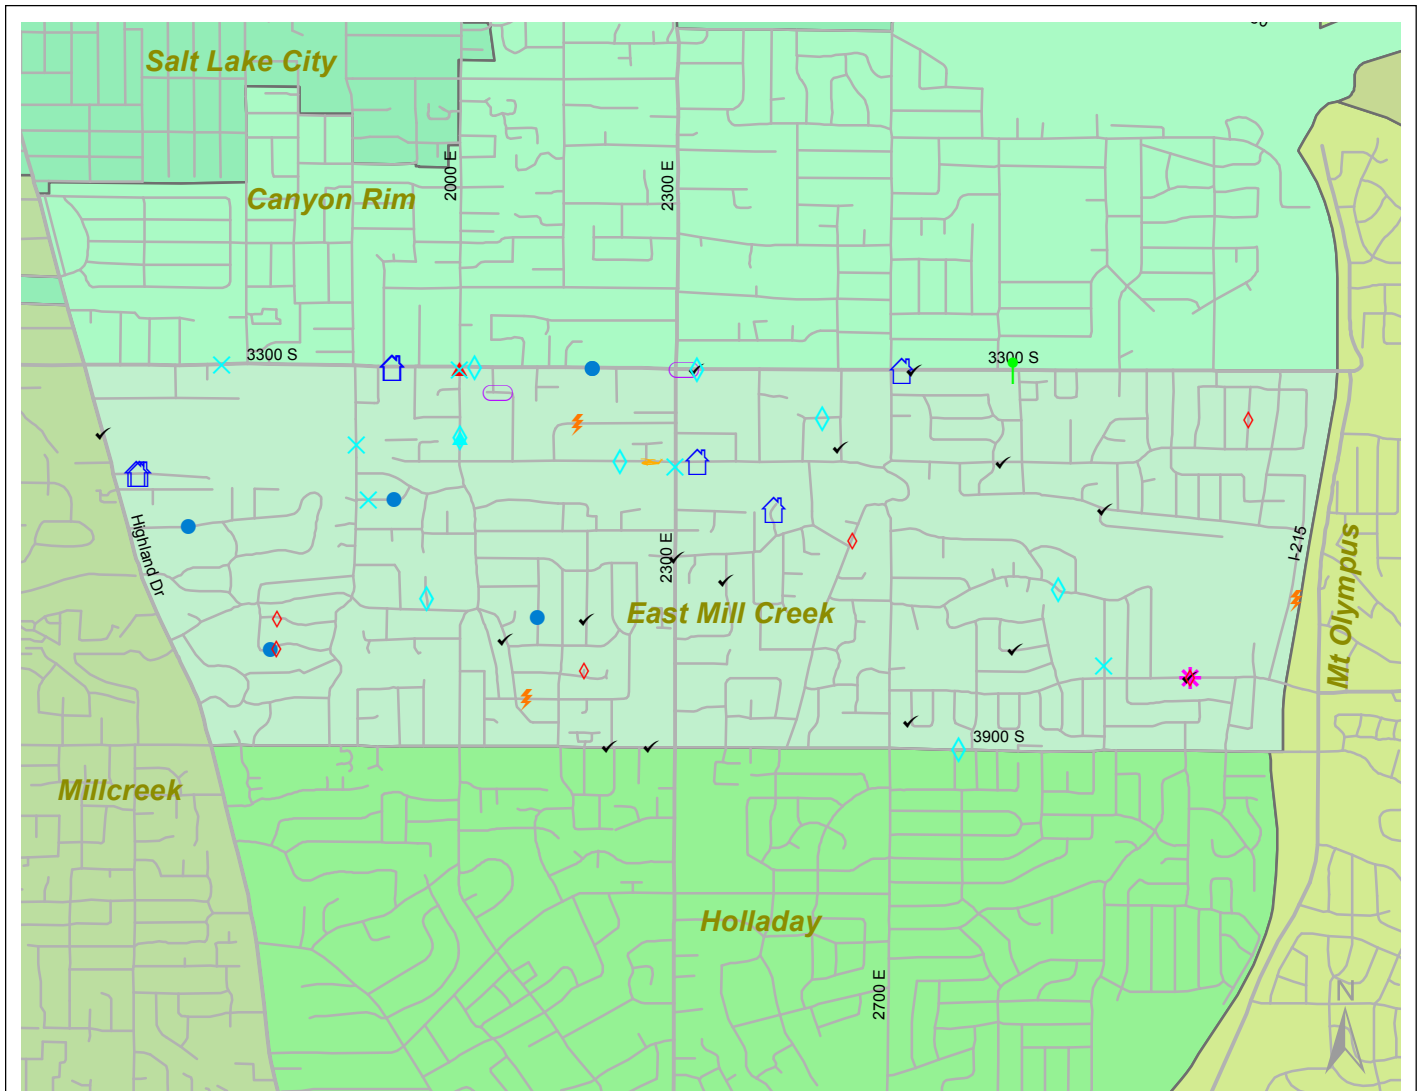 Salt Lake City
2000 E
2300 E
Canyon Rim
3300 S
3300 S
Highland Dr
2300 E
I-215
Mt Olympus
East Mill Creek
3900 S
Millcreek
Holladay
2700 E
N